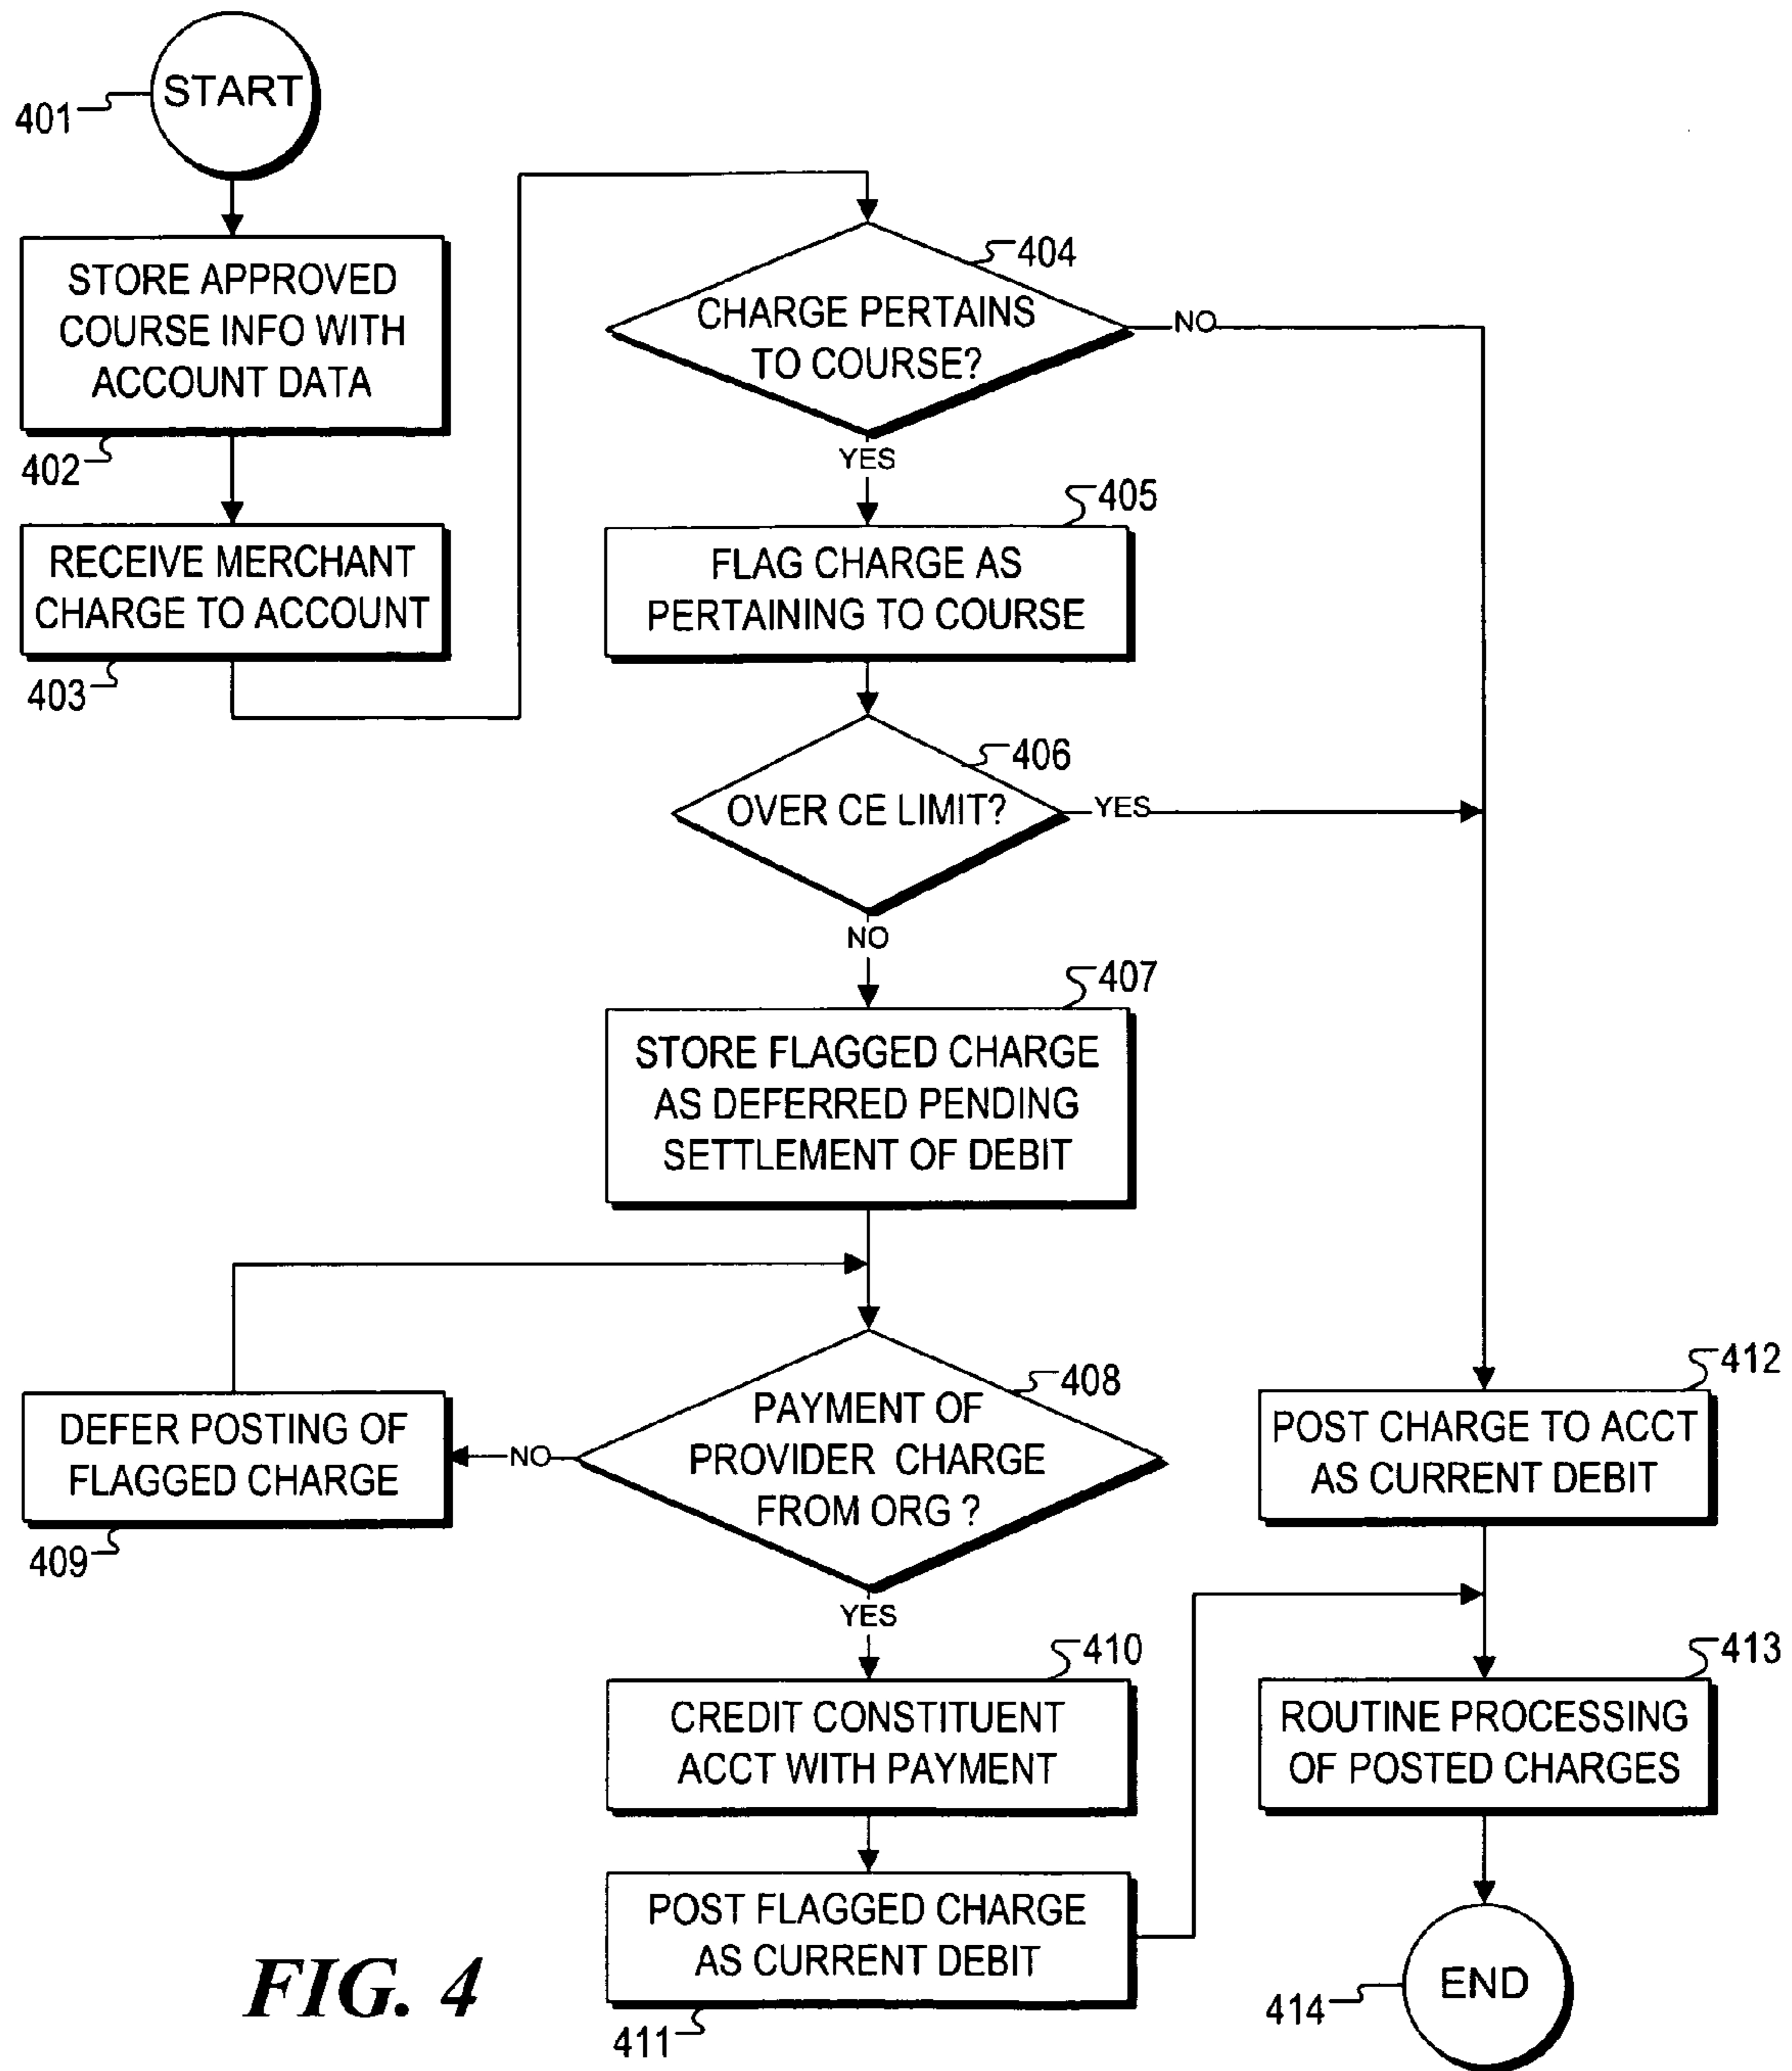 START
401
STORE APPROVED
COURSE INFO WITH
ACCOUNT DATA
402
RECEIVE MERCHANT
CHARGE TO ACCOUNT
403
404
CHARGE PERTAINS
TO COURSE?
NO
YES
405
FLAG CHARGE AS
PERTAINING TO COURSE
406
OVER CE LIMIT?
YES
NO
407
STORE FLAGGED CHARGE
AS DEFERRED PENDING
SETTLEMENT OF DEBIT
408
PAYMENT OF
PROVIDER CHARGE
FROM ORG ?
NO
DEFER POSTING OF
FLAGGED CHARGE
409
YES
410
CREDIT CONSTITUENT
ACCT WITH PAYMENT
POST FLAGGED CHARGE
AS CURRENT DEBIT
411
412
POST CHARGE TO ACCT
AS CURRENT DEBIT
413
ROUTINE PROCESSING
OF POSTED CHARGES
END
414
FIG. 4